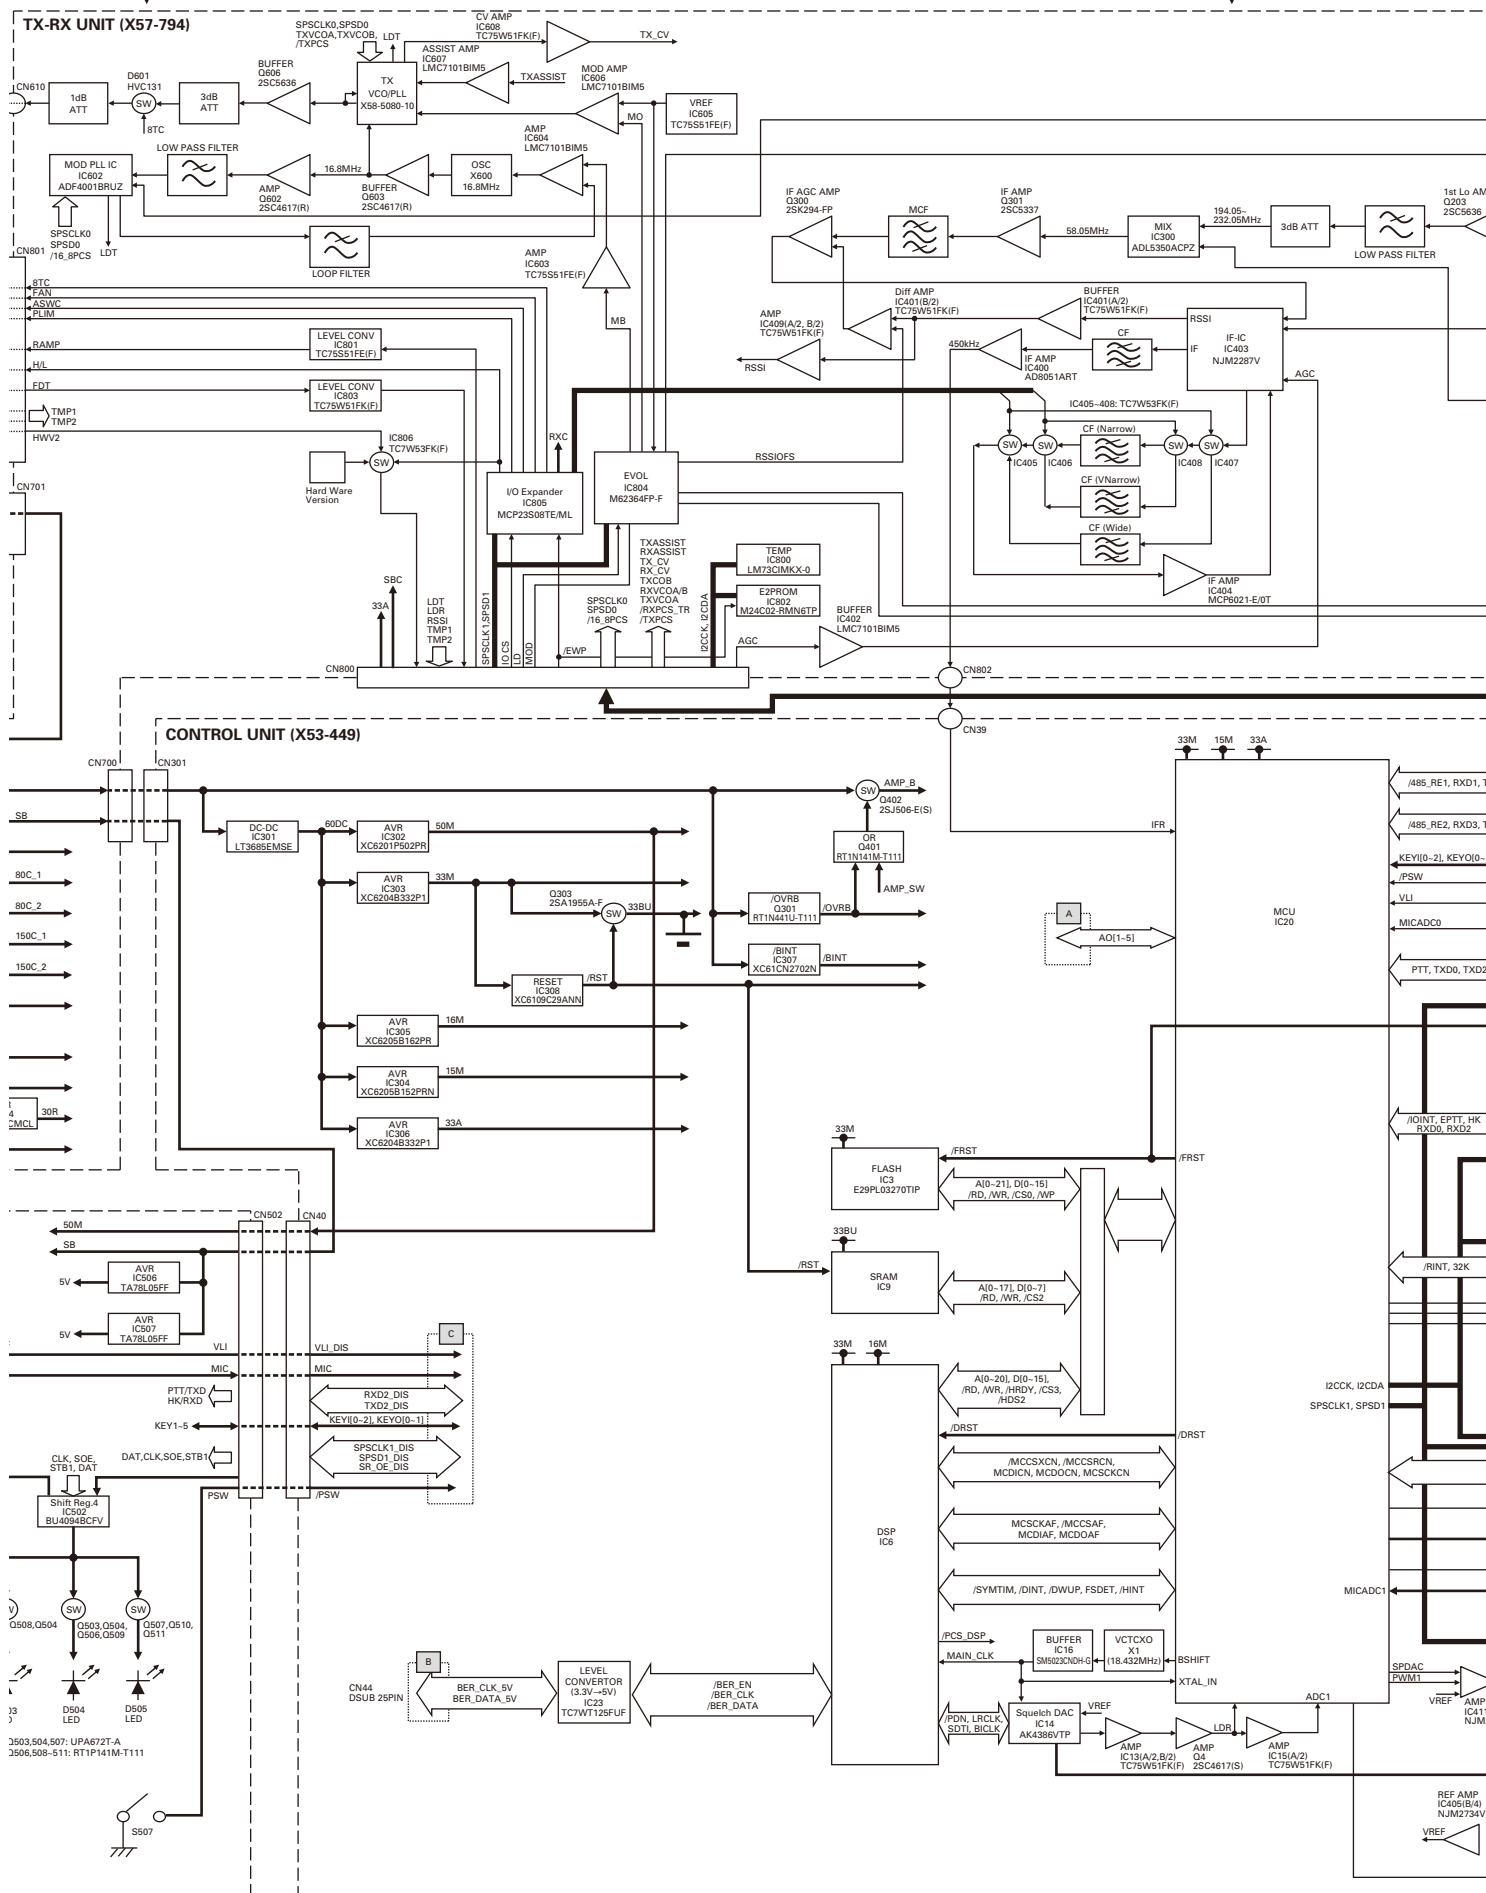 TX-RX UNIT (X57-794)
SPSCLK0,SPSD0
TXVCOA,TXVCOB,
/TXPCS
LDT
CV AMP
IC608
TC75W51FK(F)
TX_CV
ASSIST AMP
IC607
LMC7101BIM5
TXASSIST
MOD AMP
IC606
LMC7101BIM5
MO
VREF
IC605
TC75S51FE(F)
CN610
1dB
ATT
D601
HVC131
SW
8TC
3dB
ATT
BUFFER
Q606
2SC5636
TX
VCO/PLL
X58-5080-10
AMP
IC604
LMC7101BIM5
MOD PLL IC
IC602
ADF4001BRUZ
LOW PASS FILTER
AMP
Q602
2SC4617(R)
16.8MHz
BUFFER
Q603
2SC4617(R)
OSC
X600
16.8MHz
SPSCLK0
SPSD0
/16_8PCS
LDT
LOOP FILTER
AMP
IC603
TC75S51FE(F)
MB
IF AGC AMP
Q300
2SK294-FP
MCF
IF AMP
Q301
2SC5337
58.05MHz
MIX
IC300
ADL5350ACPZ
194.05~
232.05MHz
3dB ATT
LOW PASS FILTER
1st Lo AM
Q203
2SC5636
CN801
8TC
FAN
ASWC
PLIM
RAMP
H/L
FDT
TMP1
TMP2
HWV2
LEVEL CONV
IC801
TC75S51FE(F)
LEVEL CONV
IC803
TC75W51FK(F)
IC806
TC7W53FK(F)
SW
Hard Ware
Version
AMP
IC409(A/2, B/2)
TC75W51FK(F)
RSSI
Diff AMP
IC401(B/2)
TC75W51FK(F)
BUFFER
IC401(A/2)
TC75W51FK(F)
450kHz
IF AMP
IC400
AD8051ART
CF
RSSI
IF
IF-IC
IC403
NJM2287V
AGC
IC405~408: TC7W53FK(F)
CF (Narrow)
SW
SW
SW
SW
IC405
IC406
IC408
IC407
CF (VNarrow)
CF (Wide)
IF AMP
IC404
MCP6021-E/0T
CN701
RXC
I/O Expander
IC805
MCP23S08TE/ML
EVOL
IC804
M62364FP-F
RSSIOFS
TXASSIST
RXASSIST
TX_CV
RX_CV
TXCOB
RXVCOA/B
TXVCOA
/RXPCS_TR
/TXPCS
SPSCLK0
SPSD0
/16_8PCS
TEMP
IC800
LM73CIMKX-0
E2PROM
IC802
M24C02-RMN6TP
BUFFER
IC402
LMC7101BIM5
AGC
I2CCK, I2CDA
SBC
33A
LDT
LDR
RSSI
TMP1
TMP2
SPSCLK1,SPSD1
IO CS
LD
MOD
/EWP
CN800
CN802
CN39
CONTROL UNIT (X53-449)
CN700
CN301
SB
80C_1
80C_2
150C_1
150C_2
30R
4
CMCL
DC-DC
IC301
LT3685EMSE
60DC
AVR
IC302
XC6201P502PR
50M
AVR
IC303
XC6204B332P1
33M
Q303
2SA1955A-F
SW
33BU
RESET
IC308
XC6109C29ANN
/RST
AVR
IC305
XC6205B162PR
16M
AVR
IC304
XC6205B152PRN
15M
AVR
IC306
XC6204B332P1
33A
SW
AMP_B
Q402
2SJ506-E(S)
OR
Q401
RT1N141M-T111
AMP_SW
/OVRB
Q301
RT1N441U-T111
/OVRB
/BINT
IC307
XC61CN2702N
/BINT
IFR
33M
15M
33A
MCU
IC20
A
AO[1~5]
/485_RE1, RXD1, T
/485_RE2, RXD3, T
KEYI[0~2], KEYO[0~
/PSW
VLI
MICADC0
PTT, TXD0, TXD2
/IOINT, EPTT, HK
RXD0, RXD2
/RINT, 32K
33M
FLASH
IC3
E29PL03270TIP
/FRST
/FRST
A[0~21], D[0~15]
/RD, /WR, /CS0, /WP
33BU
/RST
SRAM
IC9
A[0~17], D[0~7]
/RD, /WR, /CS2
33M
16M
A[0~20], D[0~15],
/RD, /WR, /HRDY, /CS3,
/HDS2
I2CCK, I2CDA
SPSCLK1, SPSD1
/DRST
/DRST
/MCCSXCN, /MCCSRCN,
MCDICN, MCDOCN, MCSCKCN
DSP
IC6
MCSCKAF, /MCCSAF,
MCDIAF, MCDOAF
/SYMTIM, /DINT, /DWUP, FSDET, /HINT
MICADC1
CN502
CN40
50M
SB
5V
AVR
IC506
TA78L05FF
5V
AVR
IC507
TA78L05FF
VLI
VLI_DIS
MIC
MIC
C
PTT/TXD
HK/RXD
RXD2_DIS
TXD2_DIS
KEY1~5
KEYI[0~2], KEYO[0~1]
DAT,CLK,SOE,STB1
SPSCLK1_DIS
SPSD1_DIS
SR_OE_DIS
PSW
/PSW
CLK, SOE,
STB1, DAT
Shift Reg.4
IC502
BU4094BCFV
SW
SW
Q508,Q504
Q503,Q504,
Q506,Q509
Q507,Q510,
Q511
D504
LED
D505
LED
Q503,504,507: UPA672T-A
Q506,508~511: RT1P141M-T111
S507
CN44
DSUB 25PIN
B
BER_CLK_5V
BER_DATA_5V
LEVEL
CONVERTOR
(3.3V→5V)
IC23
TC7WT125FUF
/BER_EN
/BER_CLK
/BER_DATA
/PCS_DSP
MAIN_CLK
BUFFER
IC16
SM5023CNDH-G
VCTCXO
X1
(18.432MHz)
BSHIFT
XTAL_IN
ADC1
/PDN, LRCLK,
SDTI, BICLK
Squelch DAC
IC14
AK4386VTP
VREF
AMP
IC13(A/2,B/2)
TC75W51FK(F)
AMP
Q4
2SC4617(S)
LDR
AMP
IC15(A/2)
TC75W51FK(F)
SPDAC
PWM1
VREF
AMP
IC411
NJM
REF AMP
IC405(B/4)
NJM2734V
VREF